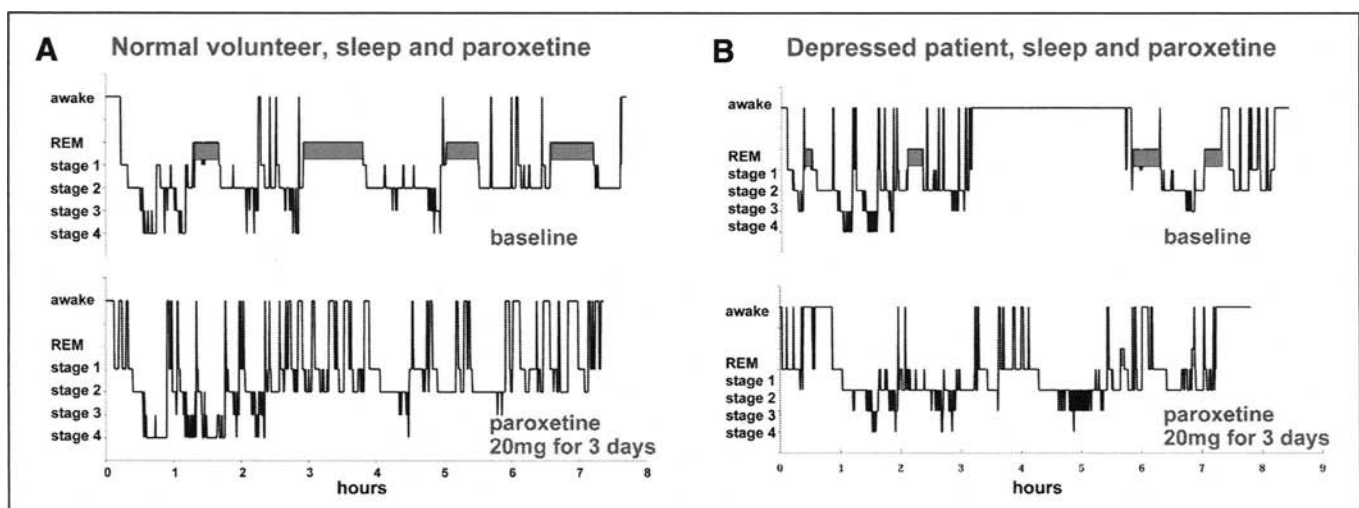 A Normal volunteer, sleep and paroxetine
awake
REM
stage 1
stage 2
stage 3
stage 4
baseline
awake
REM
stage 1
stage 2
stage 3
stage 4
paroxetine
20mg for 3 days
0 1 2 3 4 5 6 7 8
hours
B Depressed patient, sleep and paroxetine
awake
REM
stage 1
stage 2
stage 3
stage 4
baseline
awake
REM
stage 1
stage 2
stage 3
stage 4
paroxetine
20mg for 3 days
0 1 2 3 4 5 6 7 8 9
hours